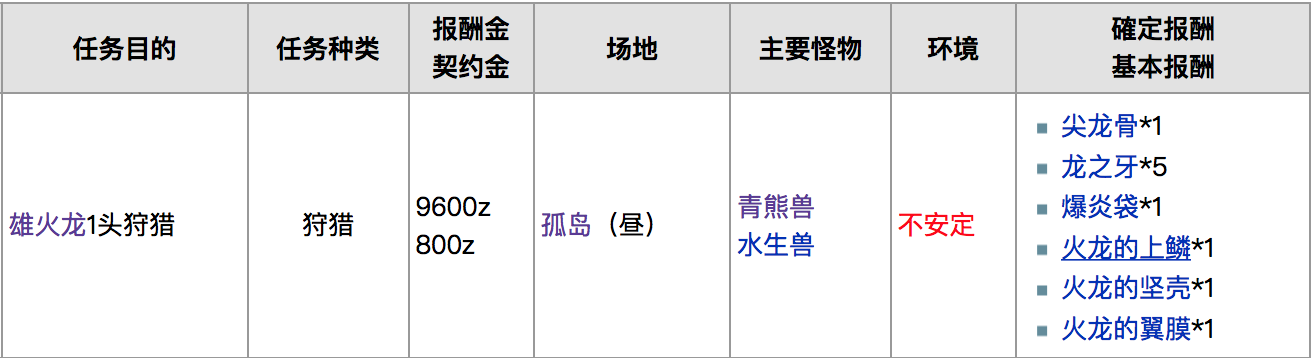 任务目的
任务种类
报酬金
契约金
场地
主要怪物
环境
確定报酬
基本报酬
雄火龙1头狩猎
狩猎
9600z
800z
孤岛（昼）
青熊兽
水生兽
不安定
尖龙骨*1
龙之牙*5
爆炎袋*1
火龙的上鳞*1
火龙的坚壳*1
火龙的翼膜*1